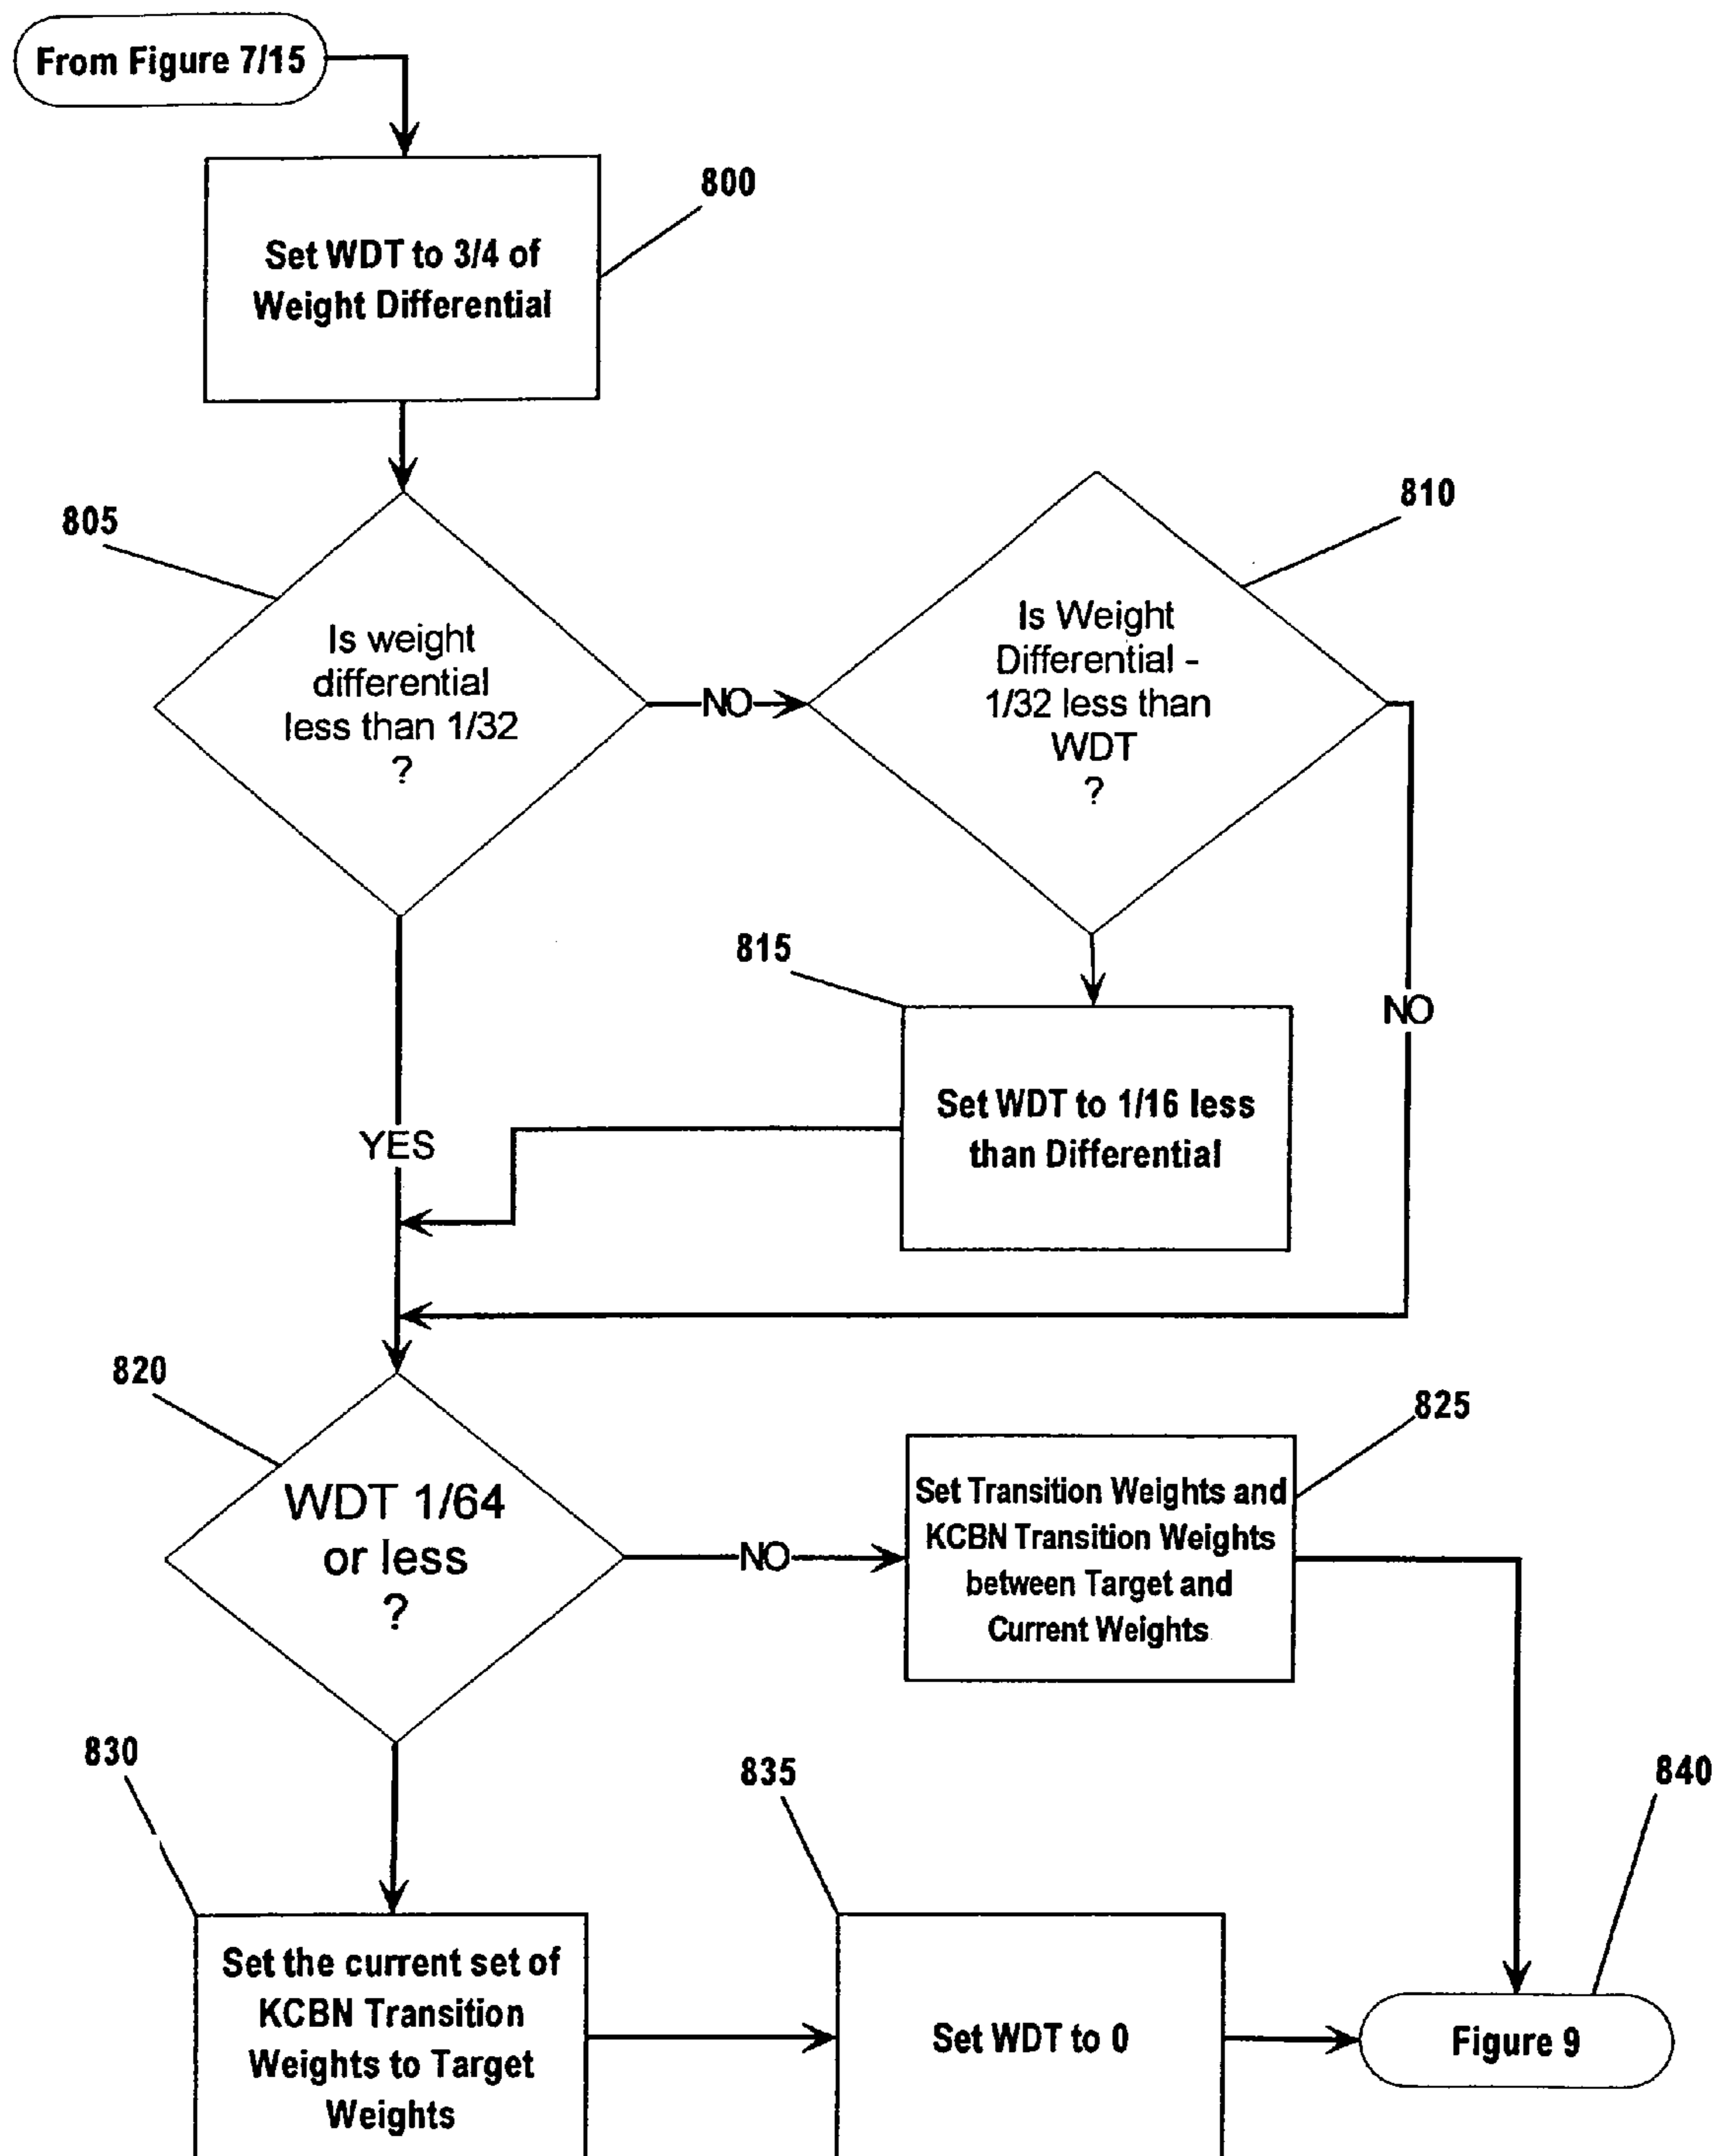 From Figure 7/15
800
Set WDT to 3/4 of
Weight Differential
805
Is weight
differential
less than 1/32
?
NO
810
Is Weight
Differential -
1/32 less than
WDT
?
815
NO
Set WDT to 1/16 less
than Differential
YES
820
WDT 1/64
or less
?
NO
825
Set Transition Weights and
KCBN Transition Weights
between Target and
Current Weights
830
Set the current set of
KCBN Transition
Weights to Target
Weights
835
Set WDT to 0
840
Figure 9